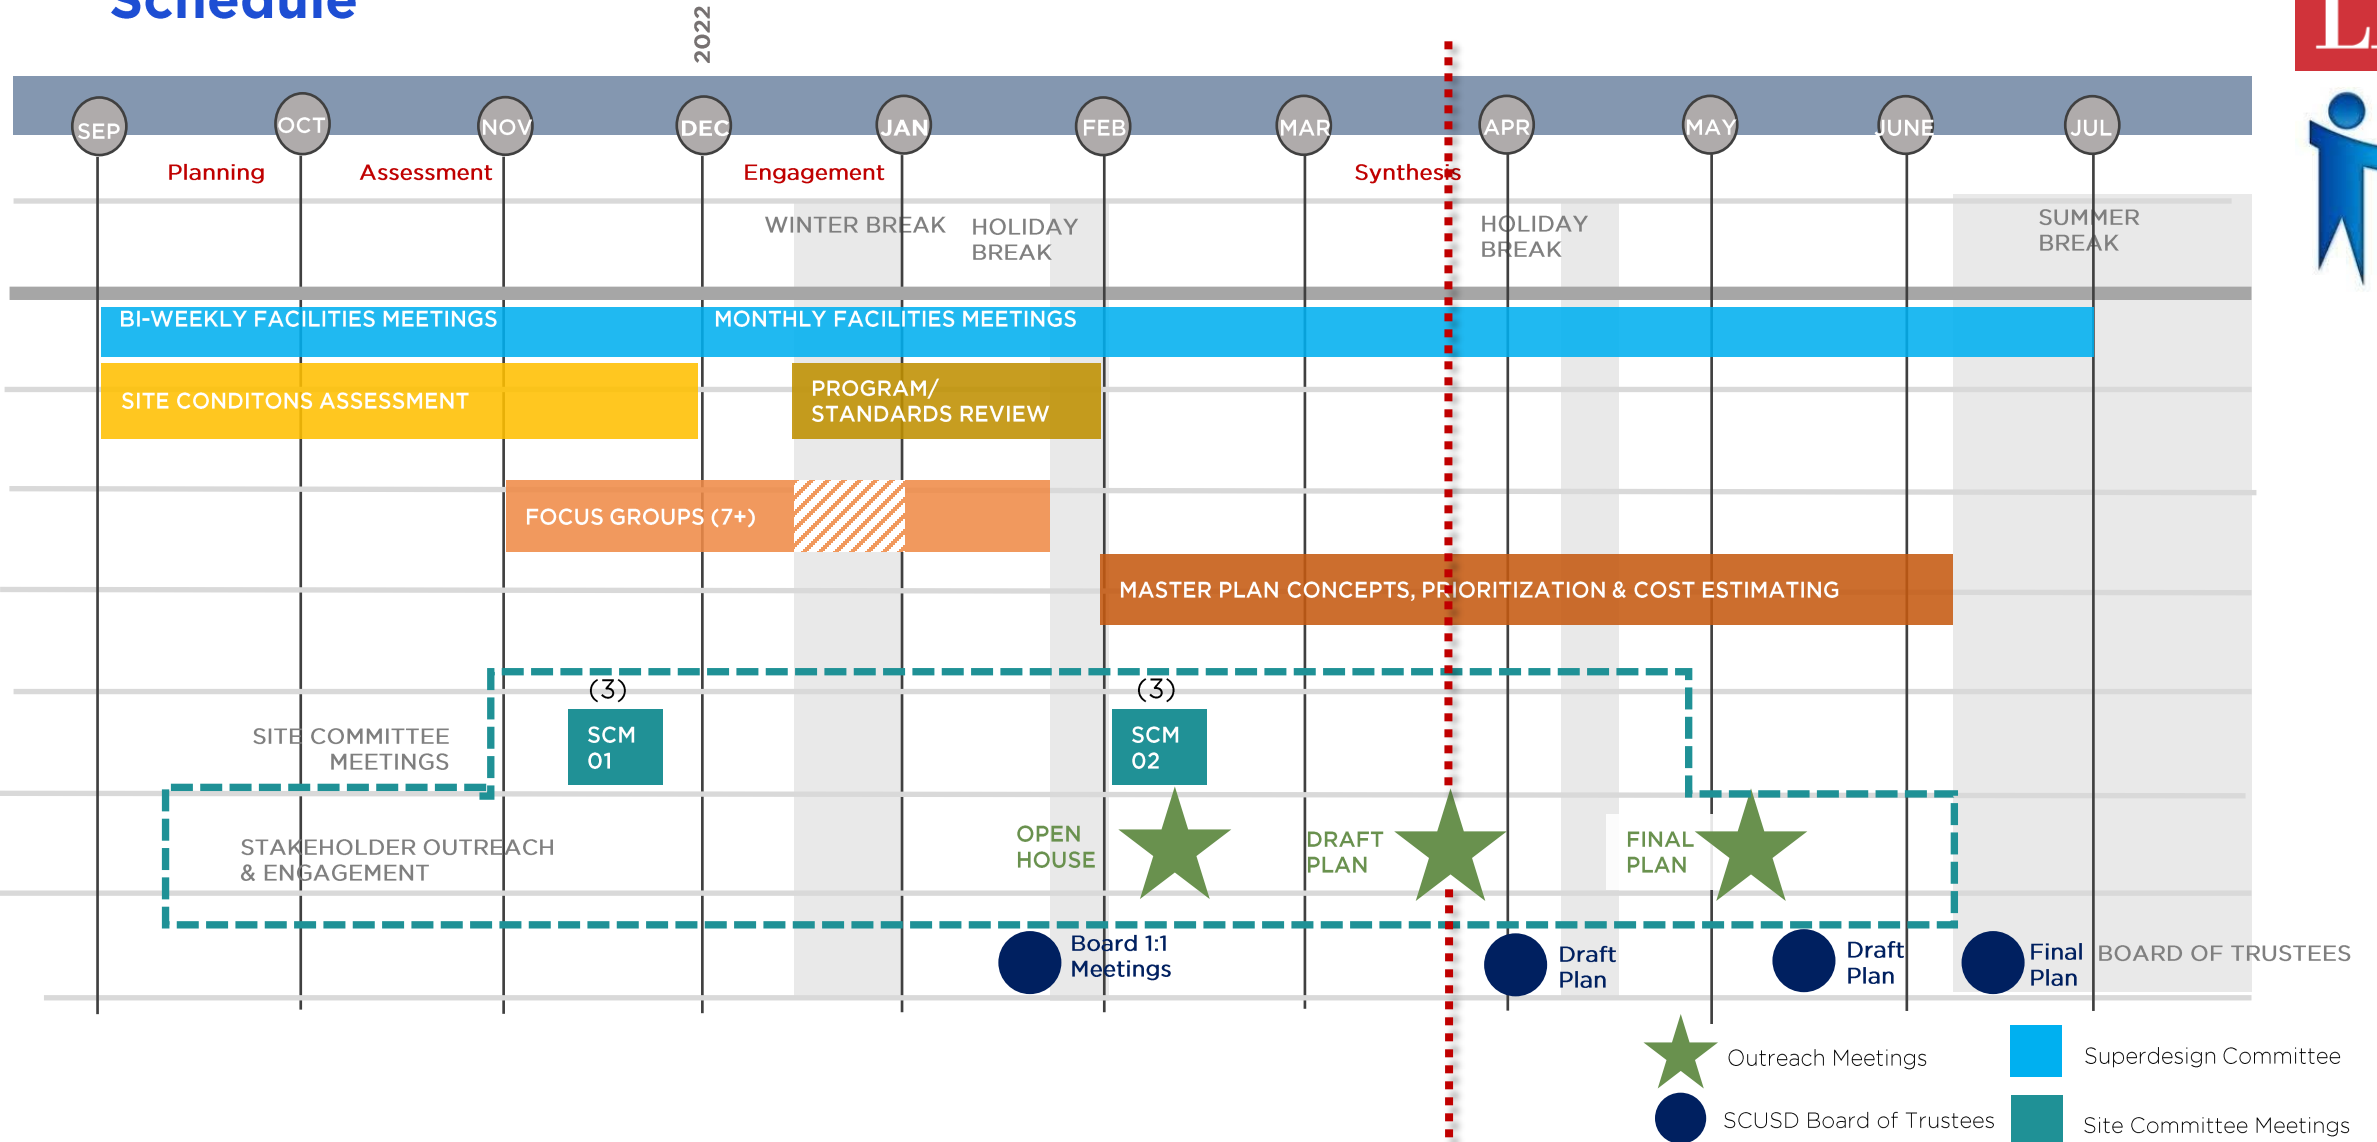 Schedule
2022
SEP
OCT
NOV
DEC
JAN
FEB
MAR
APR
MAY
JUNE
JUL
Planning
Assessment
Engagement
Synthesis
WINTER BREAK
HOLIDAY
BREAK
HOLIDAY
BREAK
SUMMER
BREAK
BI-WEEKLY FACILITIES MEETINGS
MONTHLY FACILITIES MEETINGS
SITE CONDITONS ASSESSMENT
PROGRAM/
STANDARDS REVIEW
FOCUS GROUPS (7+)
MASTER PLAN CONCEPTS, PRIORITIZATION & COST ESTIMATING
(3)
(3)
SITE COMMITTEE
MEETINGS
SCM
01
SCM
02
STAKEHOLDER OUTREACH
& ENGAGEMENT
OPEN
HOUSE
DRAFT
PLAN
FINAL
PLAN
Board 1:1
Meetings
Draft
Plan
Draft
Plan
Final
Plan
BOARD OF TRUSTEES
Outreach Meetings
Superdesign Committee
SCUSD Board of Trustees
Site Committee Meetings